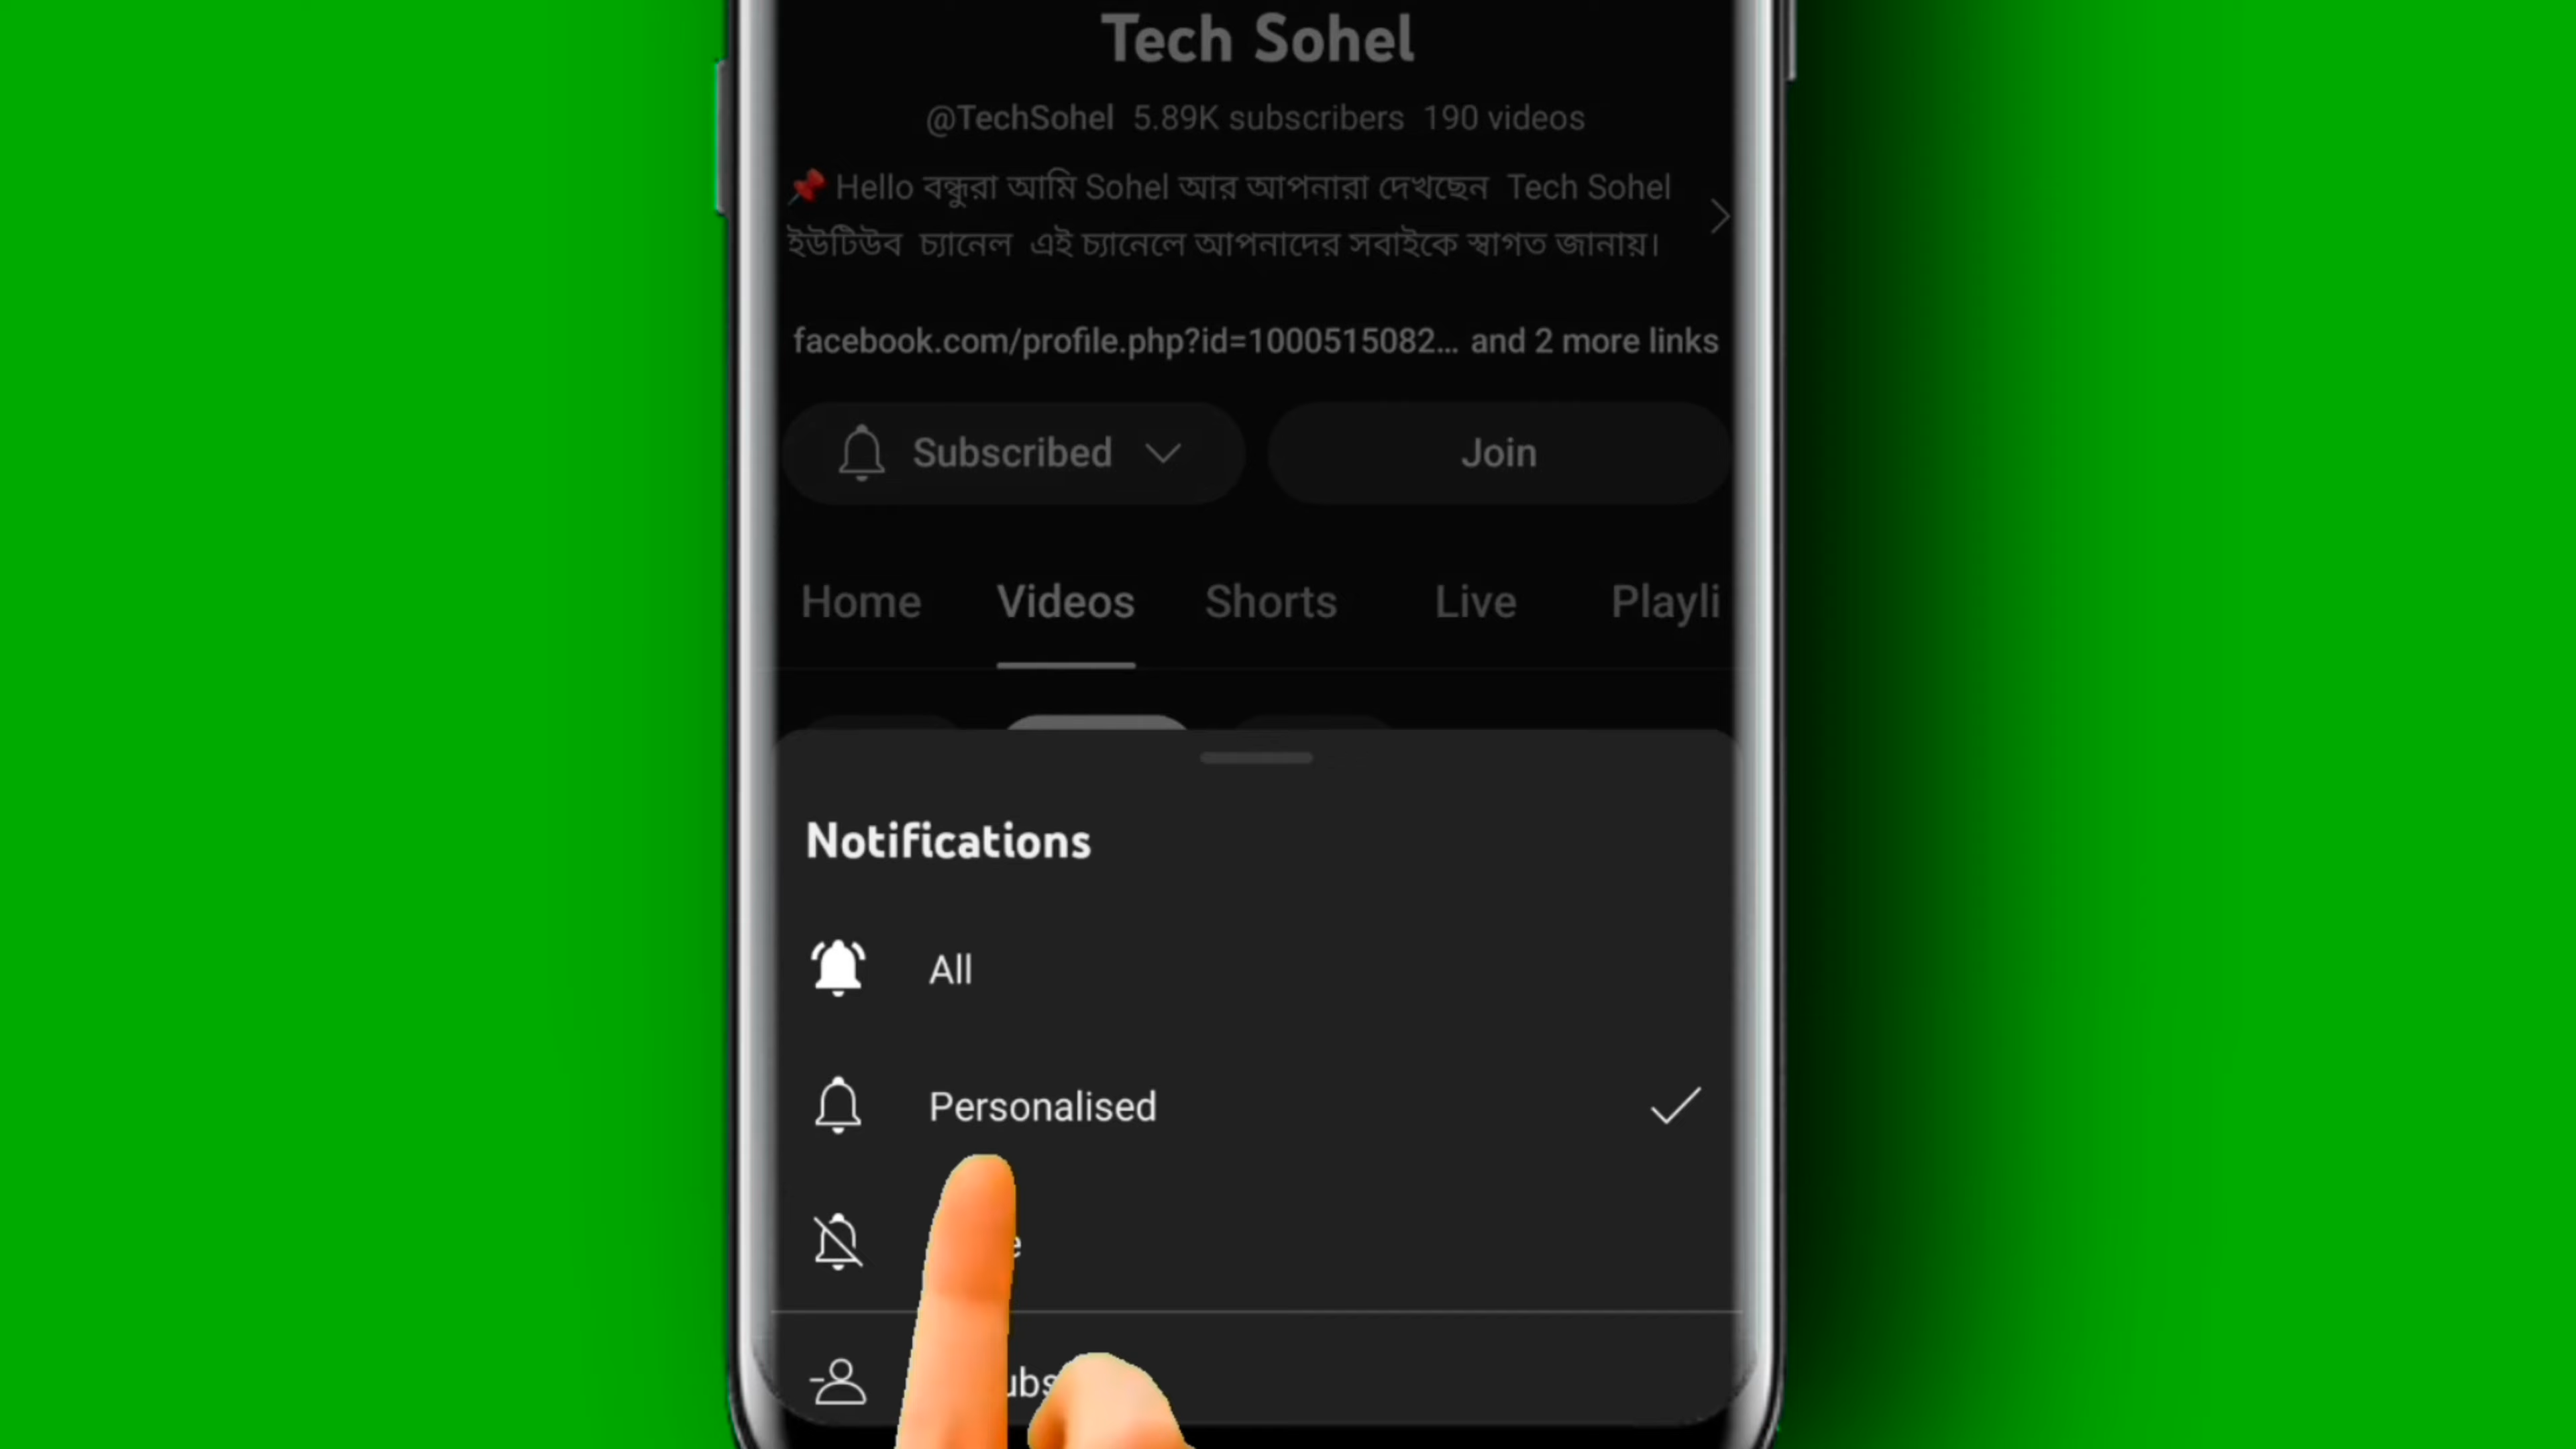 Tech Sohel
@TechSohel 5.89K subscribers 190 videos
📌 Hello বন্ধুরা আমি Sohel আর আপনারা দেখছেন Tech Sohel
ইউটিউব চ্যানেল এই চ্যানেলে আপনাদের সবাইকে স্বাগত জানায়।
facebook.com/profile.php?id=1000515082... and 2 more links
Subscribed Join
Home Videos Shorts Live Playli
Notifications
All
Personalised